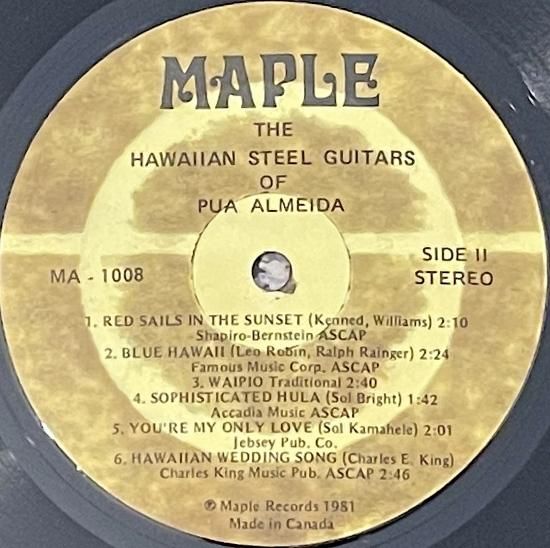 MAPLE
THE
HAWAIIAN STEEL GUITARS
OF
PUA ALMEIDA
MA - 1008
SIDE II
STEREO
1. RED SAILS IN THE SUNSET (Kenned, Williams) 2:10
Shapiro-Bernstein ASCAP
2. BLUE HAWAII (Leo Robin, Ralph Rainger) 2:24
Famous Music Corp. ASCAP
3. WAIPIO Traditional 2:40
4. SOPHISTICATED HULA (Sol Bright) 1:42
Accadia Music ASCAP
5. YOU'RE MY ONLY LOVE (Sol Kamahele) 2:01
Jebsey Pub. Co.
6. HAWAIIAN WEDDING SONG (Charles E. King)
Charles King Music Pub. ASCAP 2:46
℗ Maple Records 1981
Made in Canada